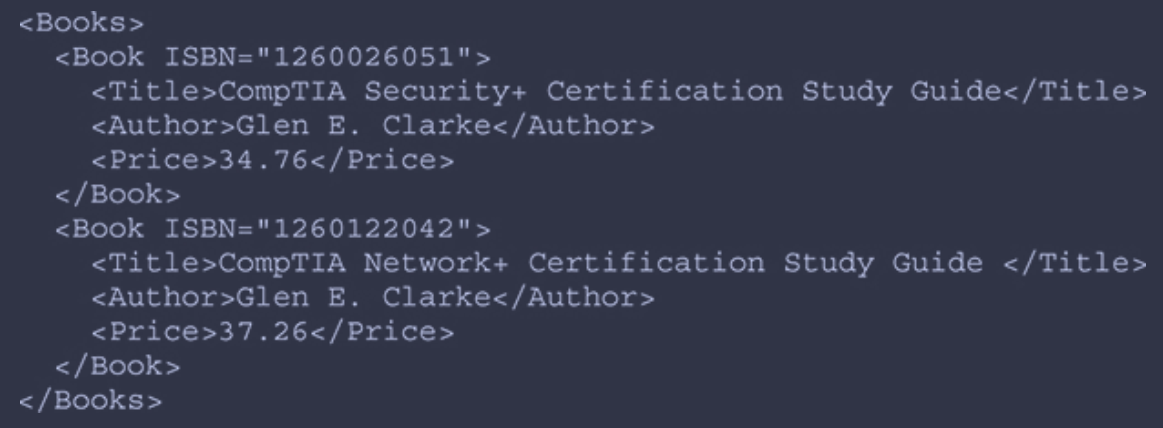 <Books>
<Book ISBN="1260026051">
<Title>CompTIA Security+ Certification Study Guide</Title>
<Author>Glen E. Clarke</Author>
<Price>34.76</Price>
</Book>
<Book ISBN="1260122042">
<Title>CompTIA Network+ Certification Study Guide </Title>
<Author>Glen E. Clarke</Author>
<Price>37.26</Price>
</Book>
</Books>